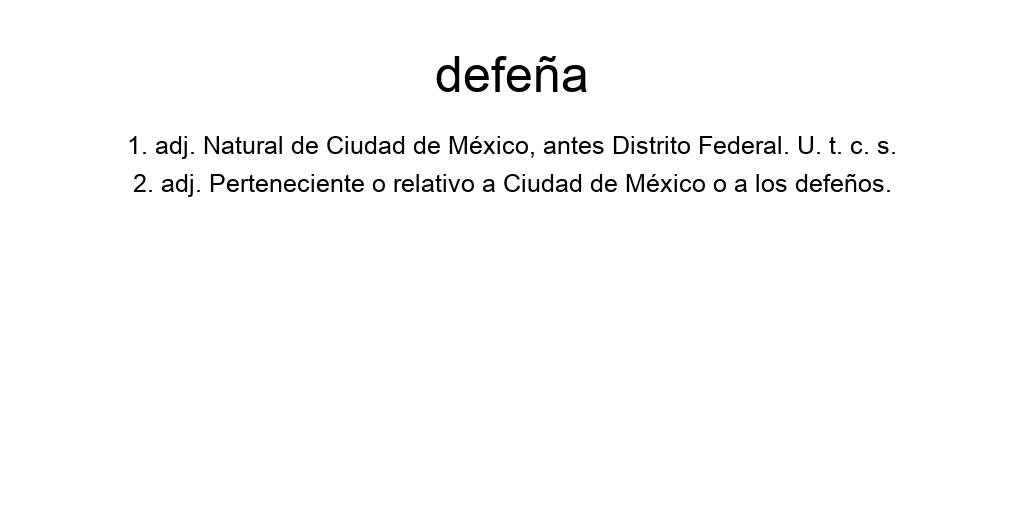 defeña
1. adj. Natural de Ciudad de México, antes Distrito Federal. U. t. c. s.
2. adj. Perteneciente o relativo a Ciudad de México o a los defeños.